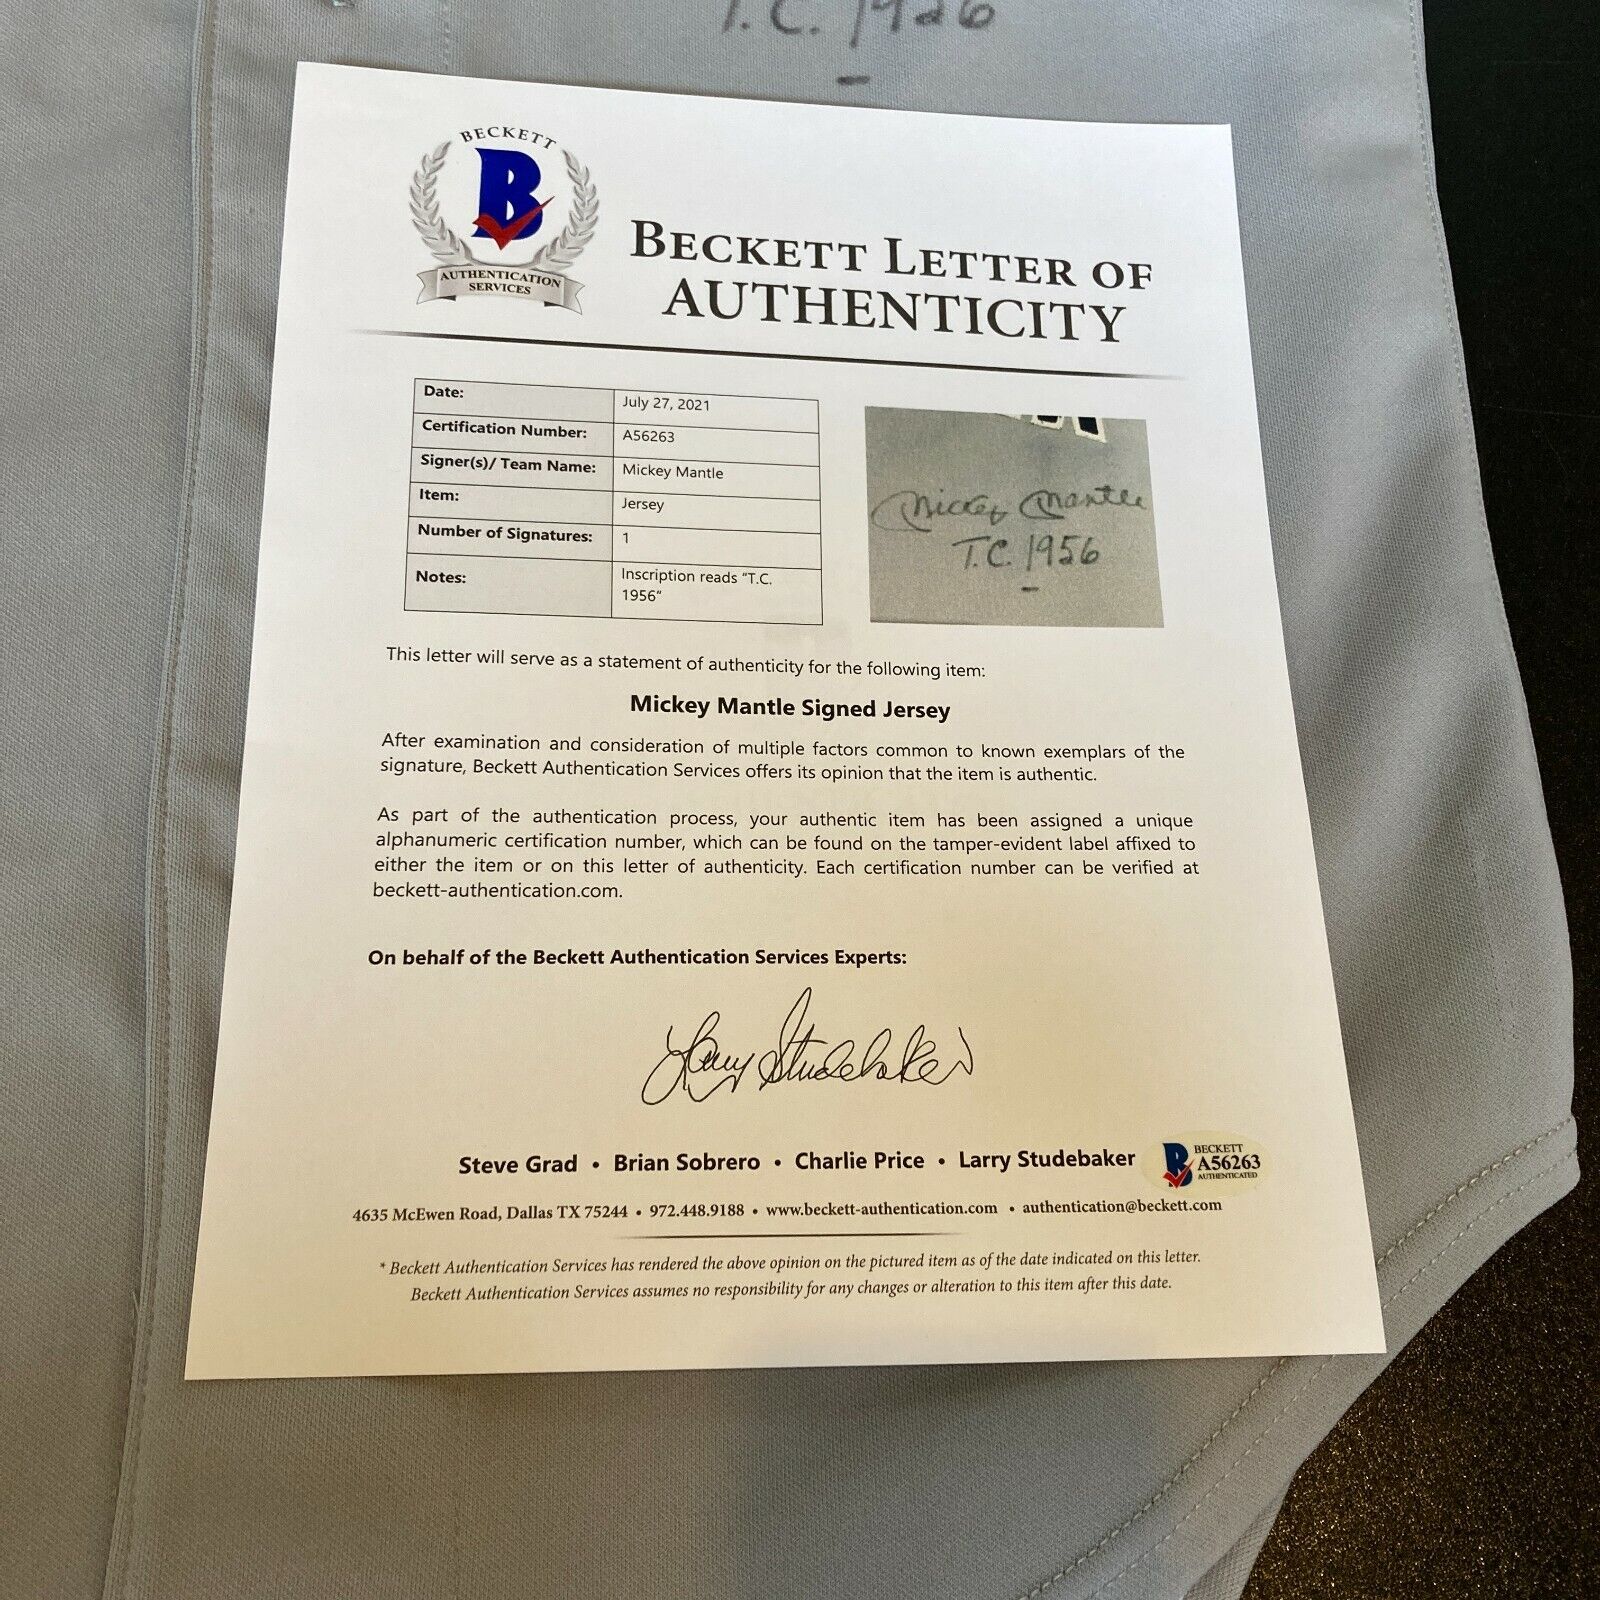 T.C. 1956
BECKETT
B
AUTHENTICATION
SERVICES
BECKETT LETTER OF
AUTHENTICITY
Date: July 27, 2021
Certification Number: A56263
Signer(s)/ Team Name: Mickey Mantle
Item: Jersey
Number of Signatures: 1
Notes: Inscription reads "T.C.
1956"
Mickey Mantle
T.C. 1956
This letter will serve as a statement of authenticity for the following item:
Mickey Mantle Signed Jersey
After examination and consideration of multiple factors common to known exemplars of the
signature, Beckett Authentication Services offers its opinion that the item is authentic.
As part of the authentication process, your authentic item has been assigned a unique
alphanumeric certification number, which can be found on the tamper-evident label affixed to
either the item or on this letter of authenticity. Each certification number can be verified at
beckett-authentication.com.
On behalf of the Beckett Authentication Services Experts:
Larry Studebaker
Steve Grad • Brian Sobrero • Charlie Price • Larry Studebaker
B BECKETT
A56263
AUTHENTICATED
4635 McEwen Road, Dallas TX 75244 • 972.448.9188 • www.beckett-authentication.com • authentication@beckett.com
* Beckett Authentication Services has rendered the above opinion on the pictured item as of the date indicated on this letter.
Beckett Authentication Services assumes no responsibility for any changes or alteration to this item after this date.